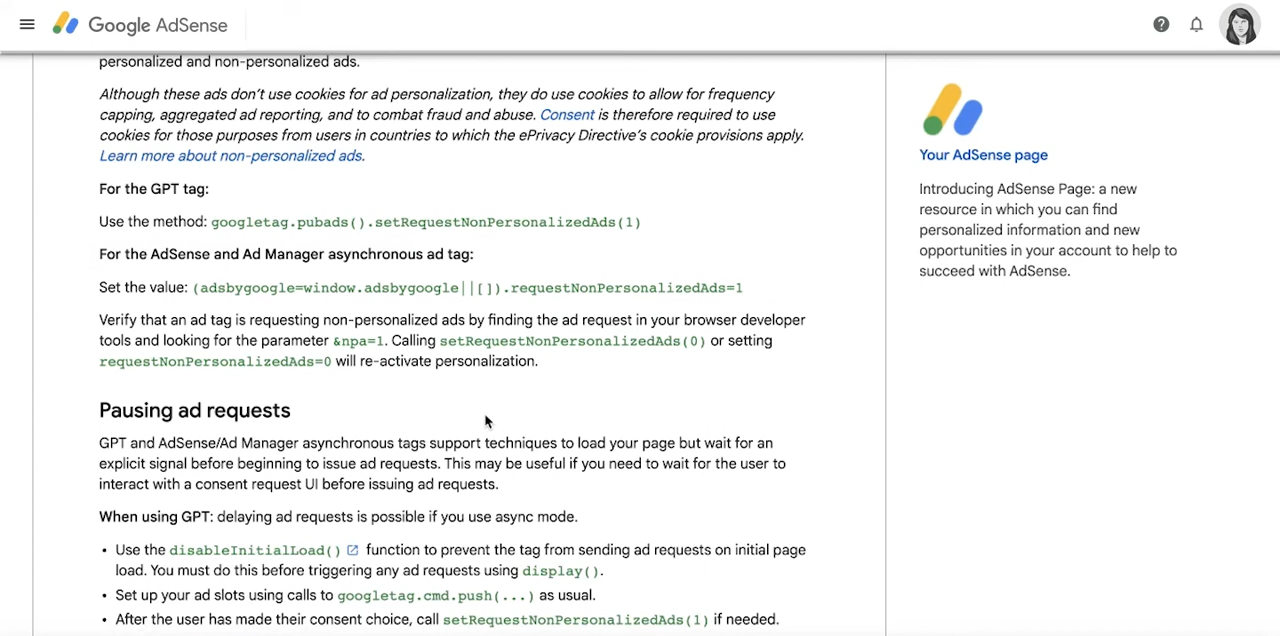 Google AdSense
personalized and non-personalized ads.
Although these ads don’t use cookies for ad personalization, they do use cookies to allow for frequency
capping, aggregated ad reporting, and to combat fraud and abuse. Consent is therefore required to use
cookies for those purposes from users in countries to which the ePrivacy Directive’s cookie provisions apply.
Learn more about non-personalized ads.
For the GPT tag:
Use the method: googletag.pubads().setRequestNonPersonalizedAds(1)
For the AdSense and Ad Manager asynchronous ad tag:
Set the value: (adsbygoogle=window.adsbygoogle||[]).requestNonPersonalizedAds=1
Verify that an ad tag is requesting non-personalized ads by finding the ad request in your browser developer
tools and looking for the parameter &npa=1. Calling setRequestNonPersonalizedAds(0) or setting
requestNonPersonalizedAds=0 will re-activate personalization.
Pausing ad requests
GPT and AdSense/Ad Manager asynchronous tags support techniques to load your page but wait for an
explicit signal before beginning to issue ad requests. This may be useful if you need to wait for the user to
interact with a consent request UI before issuing ad requests.
When using GPT: delaying ad requests is possible if you use async mode.
• Use the disableInitialLoad() function to prevent the tag from sending ad requests on initial page
load. You must do this before triggering any ad requests using display().
• Set up your ad slots using calls to googletag.cmd.push(...) as usual.
• After the user has made their consent choice, call setRequestNonPersonalizedAds(1) if needed.
Your AdSense page
Introducing AdSense Page: a new
resource in which you can find
personalized information and new
opportunities in your account to help to
succeed with AdSense.